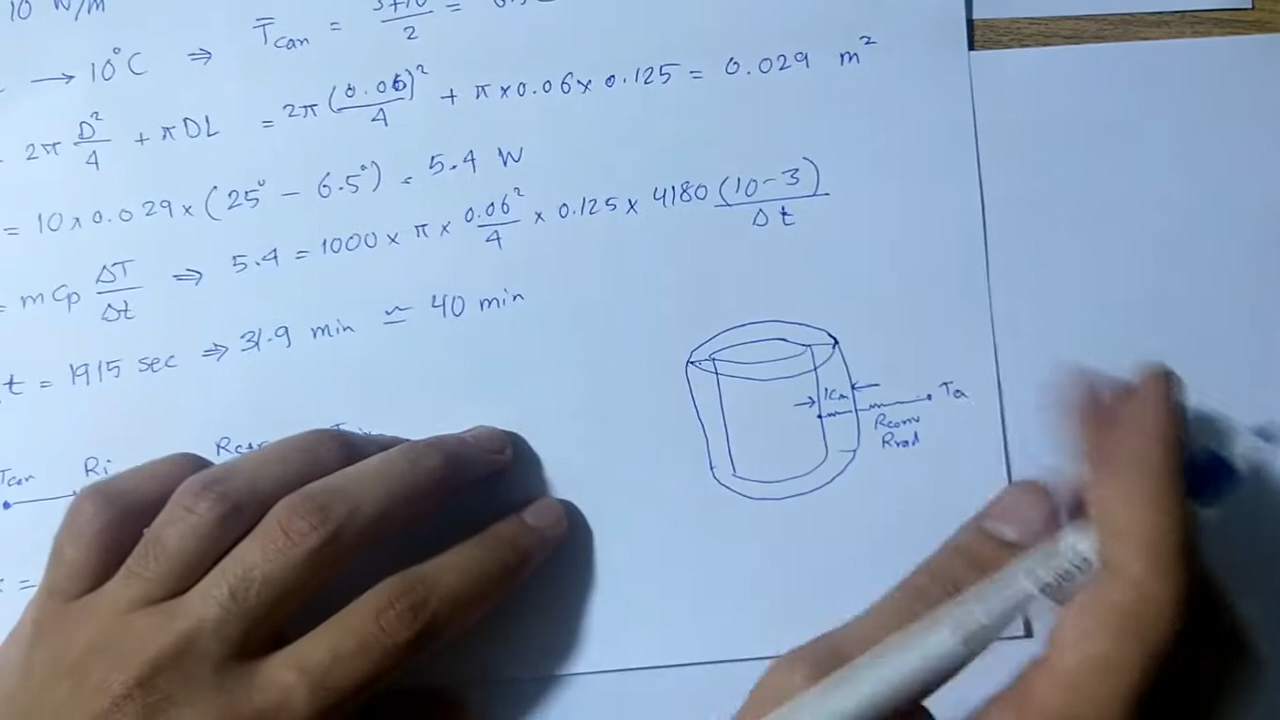 10 W/m
→ 10°C ⇒ T̅can = 3+10/2 =
2π D²/4 + πDL = 2π (0.06)²/4 + π×0.06×0.125 = 0.029 m²
= 10×0.029×(25° − 6.5°) = 5.4 W
= mCp ΔT/Δt ⇒ 5.4 = 1000 × π × 0.06²/4 × 0.125 × 4180 (10−3)/Δt
t = 1915 sec ⇒ 31.9 min ≃ 40 min
1cm Ta
Rconv
Rrad
Tcan Ri